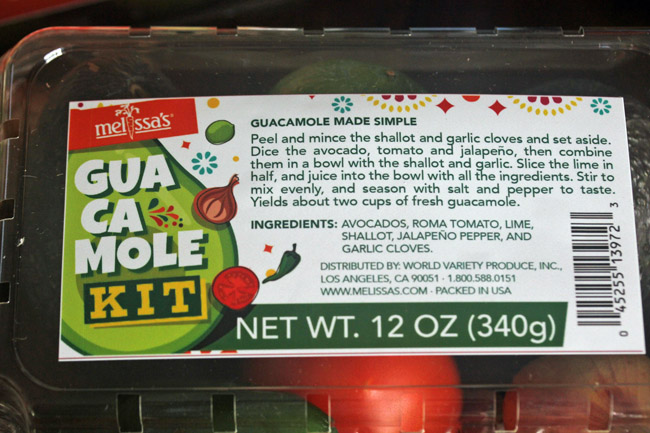 melissa's
GUA
CA
MOLE
KIT
GUACAMOLE MADE SIMPLE
Peel and mince the shallot and garlic cloves and set aside.
Dice the avocado, tomato and jalapeño, then combine
them in a bowl with the shallot and garlic. Slice the lime in
half, and juice into the bowl with all the ingredients. Stir to
mix evenly, and season with salt and pepper to taste.
Yields about two cups of fresh guacamole.
INGREDIENTS: AVOCADOS, ROMA TOMATO, LIME,
SHALLOT, JALAPEÑO PEPPER, AND
GARLIC CLOVES.
DISTRIBUTED BY: WORLD VARIETY PRODUCE, INC.,
LOS ANGELES, CA 90051 · 1.800.588.0151
WWW.MELISSAS.COM · PACKED IN USA
NET WT. 12 OZ (340g)
0 45255 13972 3